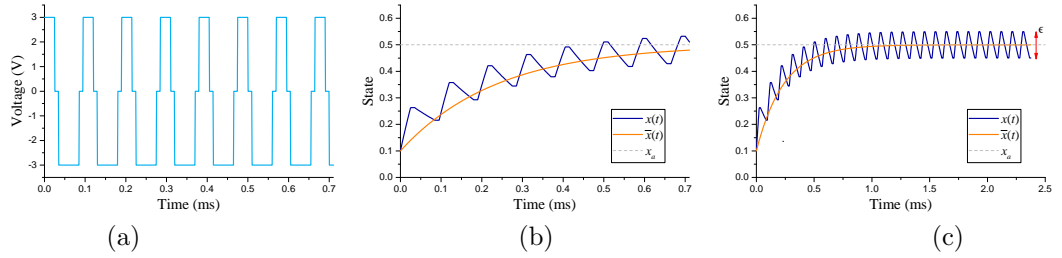 3
2
1
0
-1
-2
-3
Voltage (V)
0.0 0.1 0.2 0.3 0.4 0.5 0.6 0.7
Time (ms)
(a)
0.6
0.5
0.4
0.3
0.2
0.1
0.0
State
x(t)
x̅(t)
xₐ
0.0 0.1 0.2 0.3 0.4 0.5 0.6 0.7
Time (ms)
(b)
0.6
0.5
0.4
0.3
0.2
0.1
0.0
State
ϵ
x(t)
x̅(t)
xₐ
0.0 0.5 1.0 1.5 2.0 2.5
Time (ms)
(c)